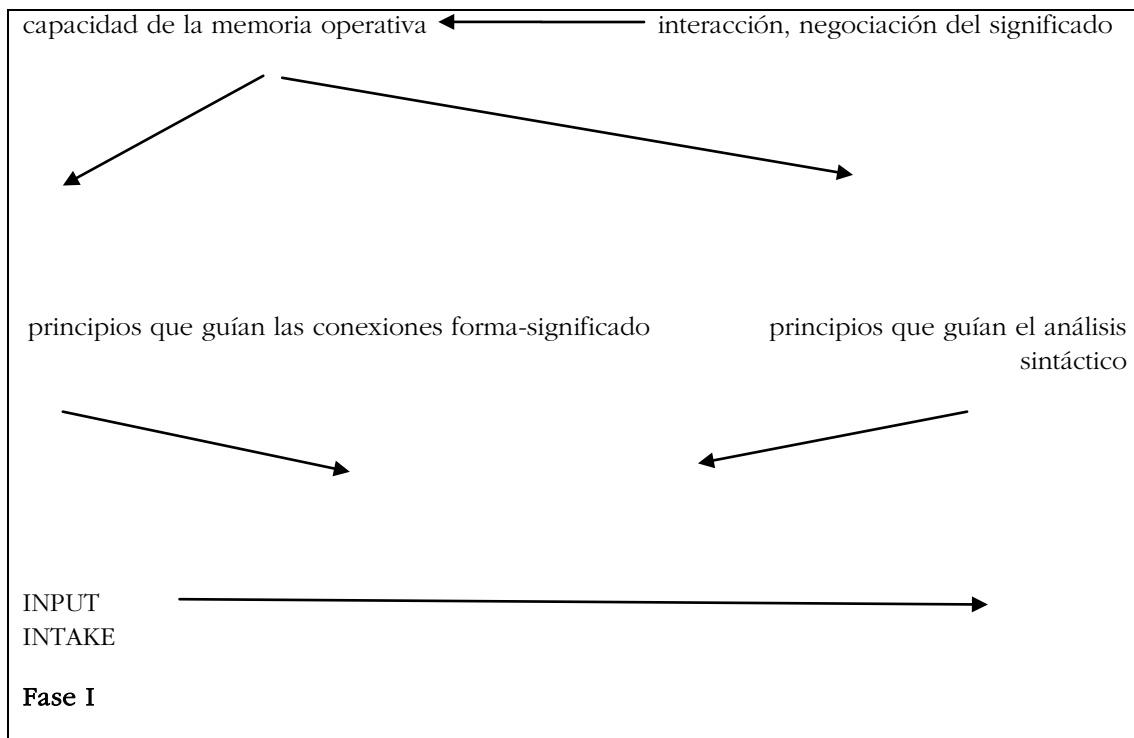 capacidad de la memoria operativa interacción, negociación del significado
principios que guían las conexiones forma-significado principios que guían el análisis
sintáctico
INPUT
INTAKE
Fase I